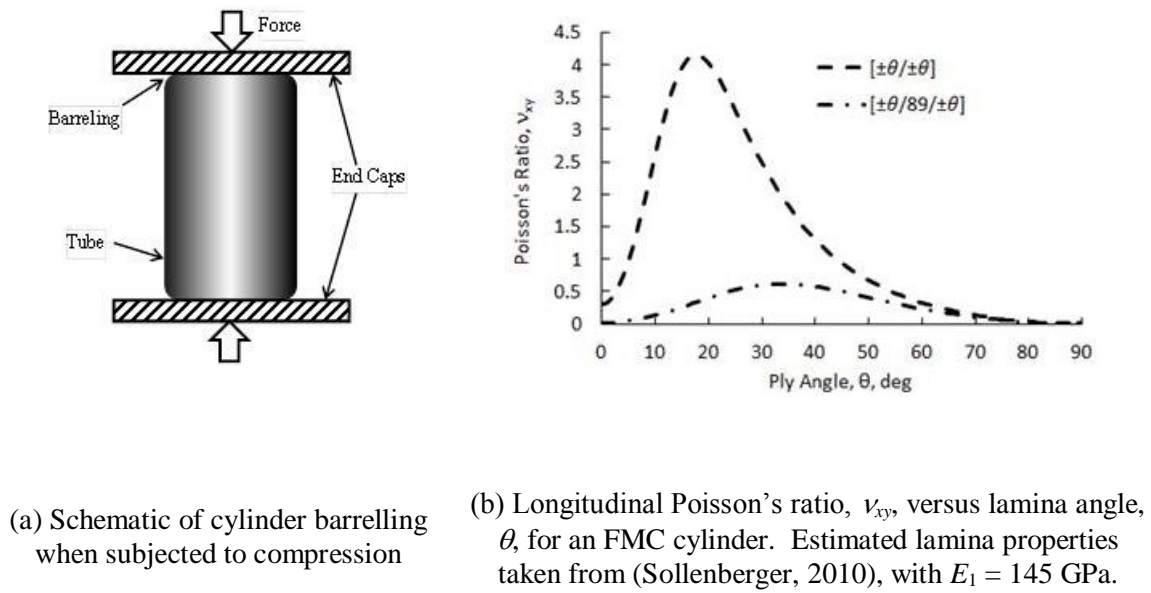 Force
Barreling
End Caps
Tube
4.5
4
3.5
3
2.5
2
1.5
1
0.5
0
Poisson's Ratio, νxy
[±θ/±θ]
[±θ/89/±θ]
0 10 20 30 40 50 60 70 80 90
Ply Angle, θ, deg
(a) Schematic of cylinder barrelling
when subjected to compression
(b) Longitudinal Poisson's ratio, νxy, versus lamina angle,
θ, for an FMC cylinder. Estimated lamina properties
taken from (Sollenberger, 2010), with E1 = 145 GPa.